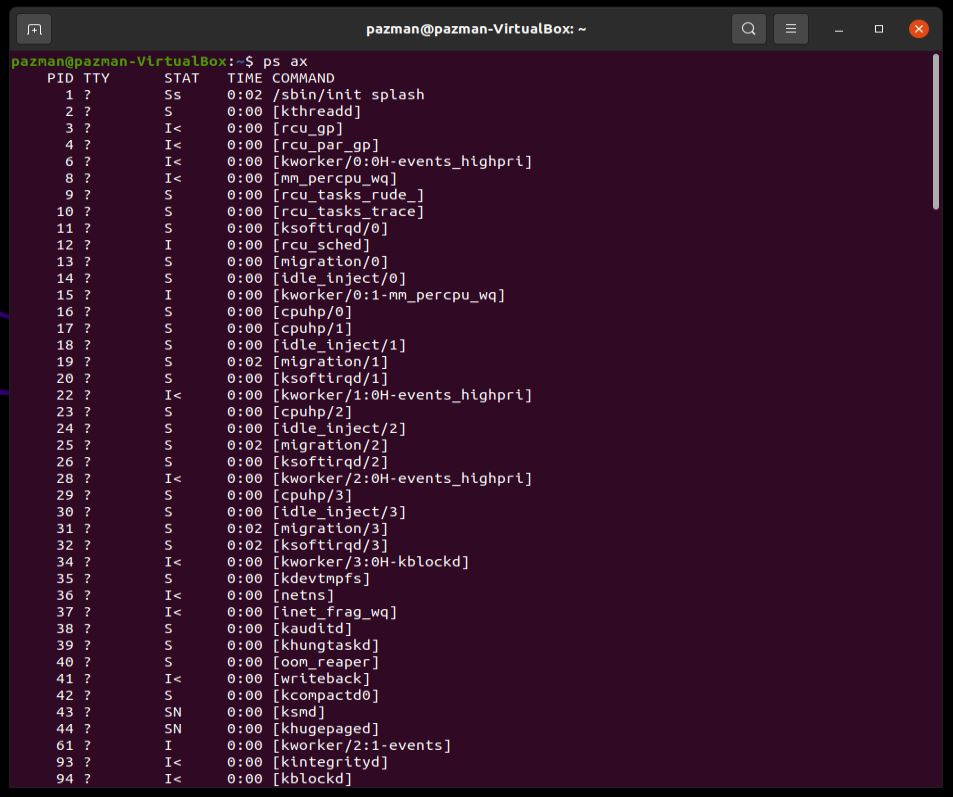 pazman@pazman-VirtualBox: ~
pazman@pazman-VirtualBox:~$ ps ax
PID TTY STAT TIME COMMAND
1 ? Ss 0:02 /sbin/init splash
2 ? S 0:00 [kthreadd]
3 ? I< 0:00 [rcu_gp]
4 ? I< 0:00 [rcu_par_gp]
6 ? I< 0:00 [kworker/0:0H-events_highpri]
8 ? I< 0:00 [mm_percpu_wq]
9 ? S 0:00 [rcu_tasks_rude_]
10 ? S 0:00 [rcu_tasks_trace]
11 ? S 0:00 [ksoftirqd/0]
12 ? I 0:00 [rcu_sched]
13 ? S 0:00 [migration/0]
14 ? S 0:00 [idle_inject/0]
15 ? I 0:00 [kworker/0:1-mm_percpu_wq]
16 ? S 0:00 [cpuhp/0]
17 ? S 0:00 [cpuhp/1]
18 ? S 0:00 [idle_inject/1]
19 ? S 0:02 [migration/1]
20 ? S 0:00 [ksoftirqd/1]
22 ? I< 0:00 [kworker/1:0H-events_highpri]
23 ? S 0:00 [cpuhp/2]
24 ? S 0:00 [idle_inject/2]
25 ? S 0:02 [migration/2]
26 ? S 0:00 [ksoftirqd/2]
28 ? I< 0:00 [kworker/2:0H-events_highpri]
29 ? S 0:00 [cpuhp/3]
30 ? S 0:00 [idle_inject/3]
31 ? S 0:02 [migration/3]
32 ? S 0:02 [ksoftirqd/3]
34 ? I< 0:00 [kworker/3:0H-kblockd]
35 ? S 0:00 [kdevtmpfs]
36 ? I< 0:00 [netns]
37 ? I< 0:00 [inet_frag_wq]
38 ? S 0:00 [kauditd]
39 ? S 0:00 [khungtaskd]
40 ? S 0:00 [oom_reaper]
41 ? I< 0:00 [writeback]
42 ? S 0:00 [kcompactd0]
43 ? SN 0:00 [ksmd]
44 ? SN 0:00 [khugepaged]
61 ? I 0:00 [kworker/2:1-events]
93 ? I< 0:00 [kintegrityd]
94 ? I< 0:00 [kblockd]